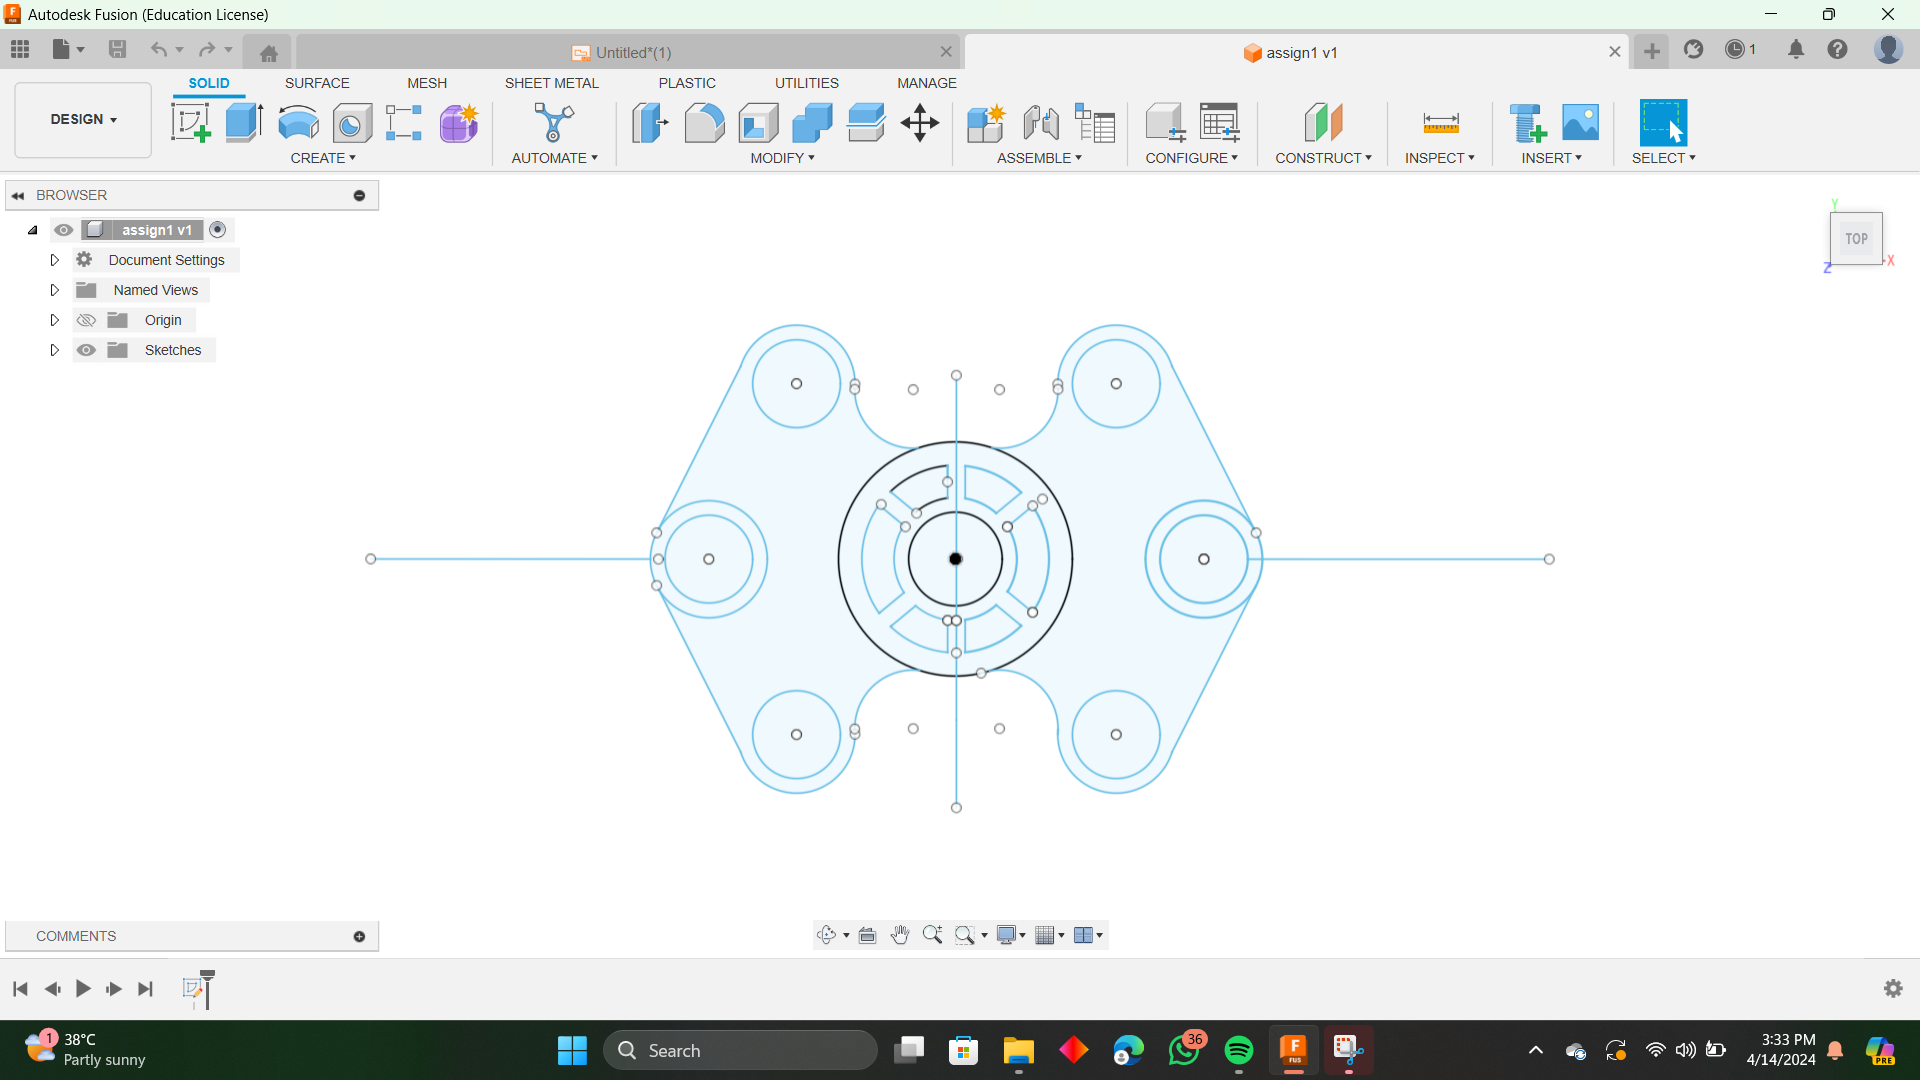 Autodesk Fusion (Education License)
Untitled*(1)
assign1 v1
1
SOLID SURFACE MESH SHEET METAL PLASTIC UTILITIES MANAGE
DESIGN
CREATE AUTOMATE MODIFY ASSEMBLE CONFIGURE CONSTRUCT INSPECT INSERT SELECT
BROWSER
assign1 v1
Document Settings
Named Views
Origin
Sketches
Y
TOP
X
Z
COMMENTS
1
38°C
Partly sunny
Search
36
F
FUS
3:33 PM
4/14/2024
PRE